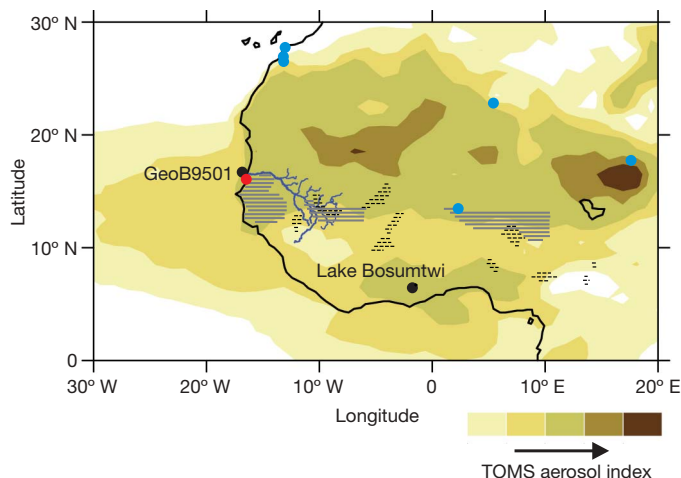 30° N
20° N
10° N
0
Latitude
GeoB9501
Lake Bosumtwi
30° W
20° W
10° W
0
10° E
20° E
Longitude
TOMS aerosol index